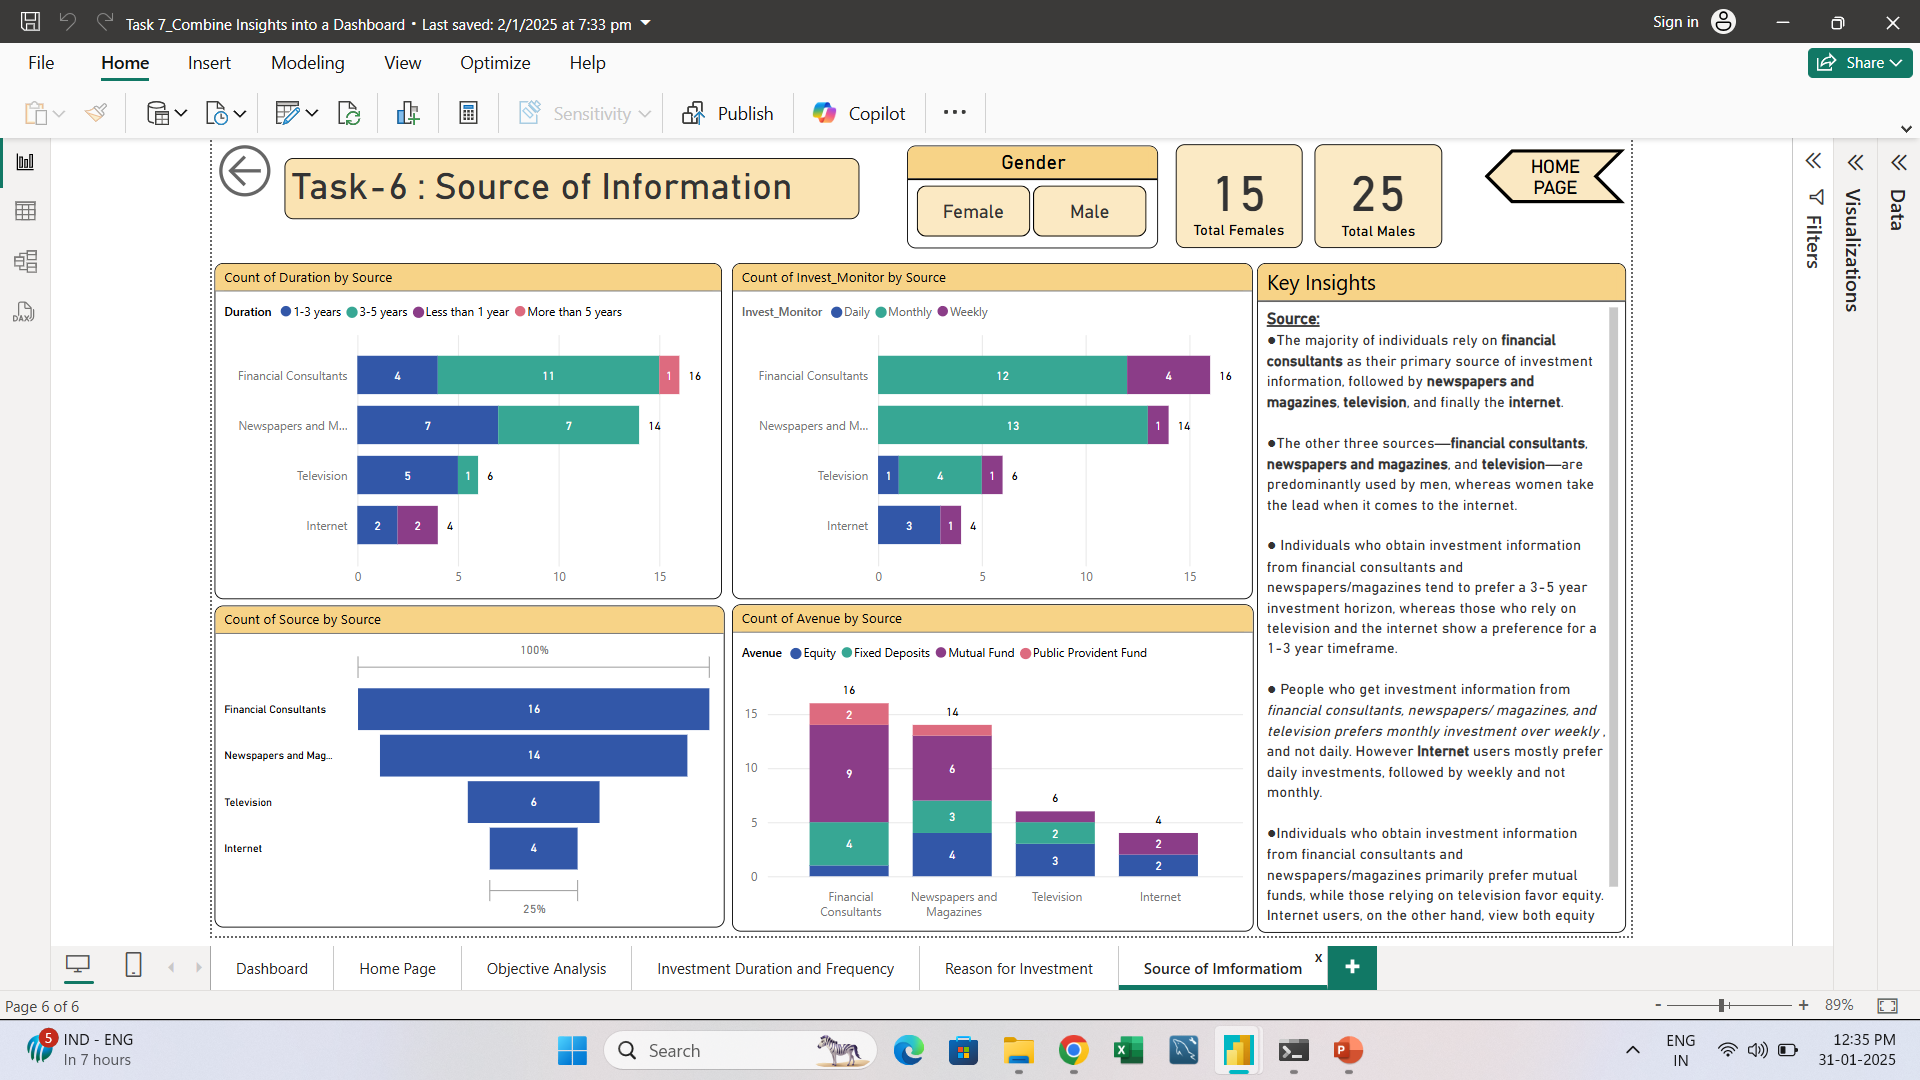 Task 7_Combine Insights into a Dashboard • Last saved: 2/1/2025 at 7:33 pm
Sign in
File Home Insert Modeling View Optimize Help
Share
Sensitivity
Publish
Copilot
Task-6 : Source of Information
Gender
Female
Male
15
Total Females
25
Total Males
HOME
PAGE
Filters
Visualizations
Data
DAX
Count of Duration by Source
Duration 1-3 years 3-5 years Less than 1 year More than 5 years
Financial Consultants 4 11 1 16
Newspapers and M... 7 7 14
Television 5 1 6
Internet 2 2 4
0 5 10 15
Count of Invest_Monitor by Source
Invest_Monitor Daily Monthly Weekly
Financial Consultants 12 4 16
Newspapers and M... 13 1 14
Television 1 4 1 6
Internet 3 1 4
0 5 10 15
Count of Source by Source
100%
Financial Consultants 16
Newspapers and Mag... 14
Television 6
Internet 4
25%
Count of Avenue by Source
Avenue Equity Fixed Deposits Mutual Fund Public Provident Fund
15
10
5
0
16
2
9
4
14
6
3
4
6
2
3
4
2
2
Financial
Consultants
Newspapers and
Magazines
Television
Internet
Key Insights
Source:
●The majority of individuals rely on financial
consultants as their primary source of investment
information, followed by newspapers and
magazines, television, and finally the internet.
●The other three sources—financial consultants,
newspapers and magazines, and television—are
predominantly used by men, whereas women take
the lead when it comes to the internet.
● Individuals who obtain investment information
from financial consultants and
newspapers/magazines tend to prefer a 3-5 year
investment horizon, whereas those who rely on
television and the internet show a preference for a
1-3 year timeframe.
● People who get investment information from
financial consultants, newspapers/ magazines, and
television prefers monthly investment over weekly ,
and not daily. However Internet users mostly prefer
daily investments, followed by weekly and not
monthly.
●Individuals who obtain investment information
from financial consultants and
newspapers/magazines primarily prefer mutual
funds, while those relying on television favor equity.
Internet users, on the other hand, view both equity
Dashboard
Home Page
Objective Analysis
Investment Duration and Frequency
Reason for Investment
Source of Imformatiom
x
+
Page 6 of 6
- + 89%
5
IND - ENG
In 7 hours
Search
ENG
IN
12:35 PM
31-01-2025